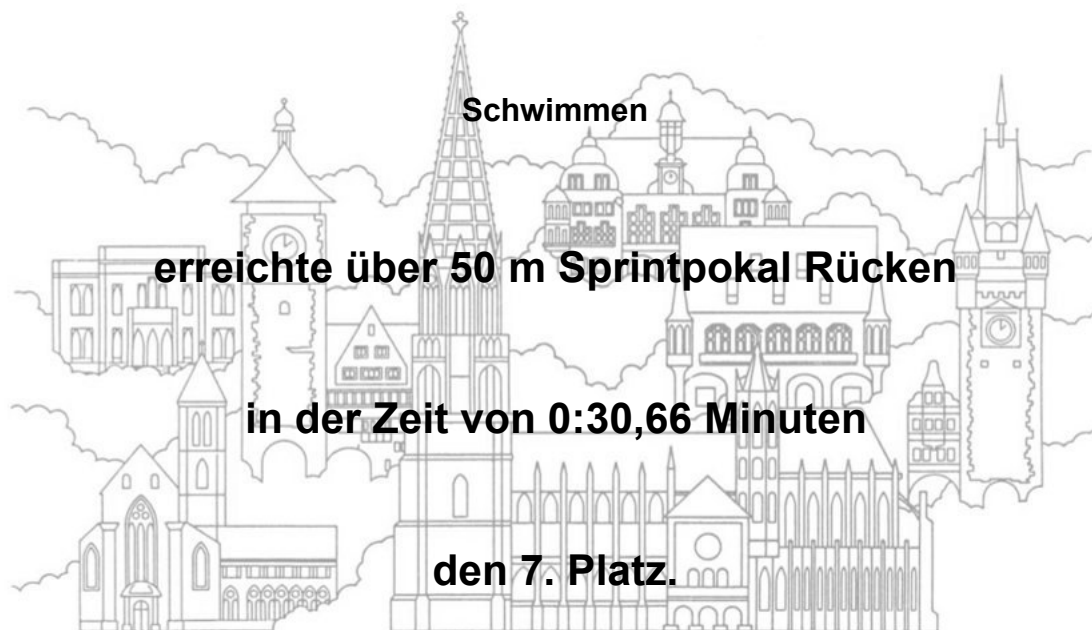 Schwimmen
erreichte über 50 m Sprintpokal Rücken
in der Zeit von 0:30,66 Minuten
den 7. Platz.